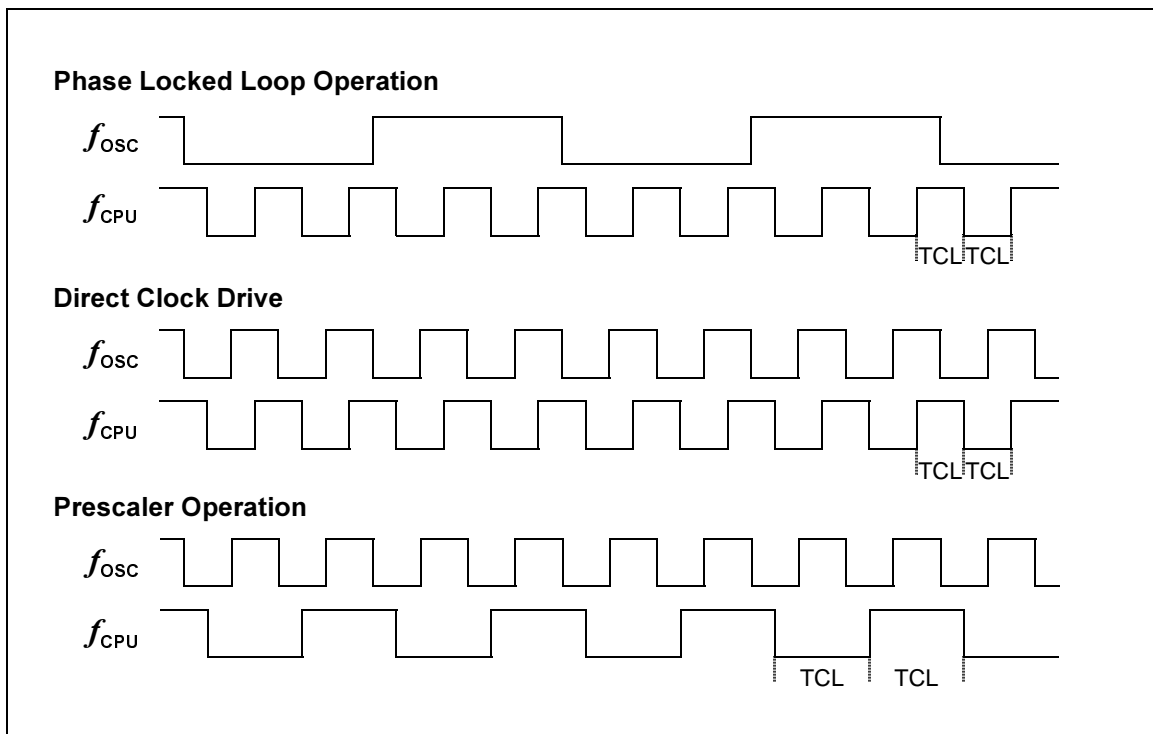 Phase Locked Loop Operation
fOSC
fCPU
TCL TCL
Direct Clock Drive
fOSC
fCPU
TCL TCL
Prescaler Operation
fOSC
fCPU
TCL TCL